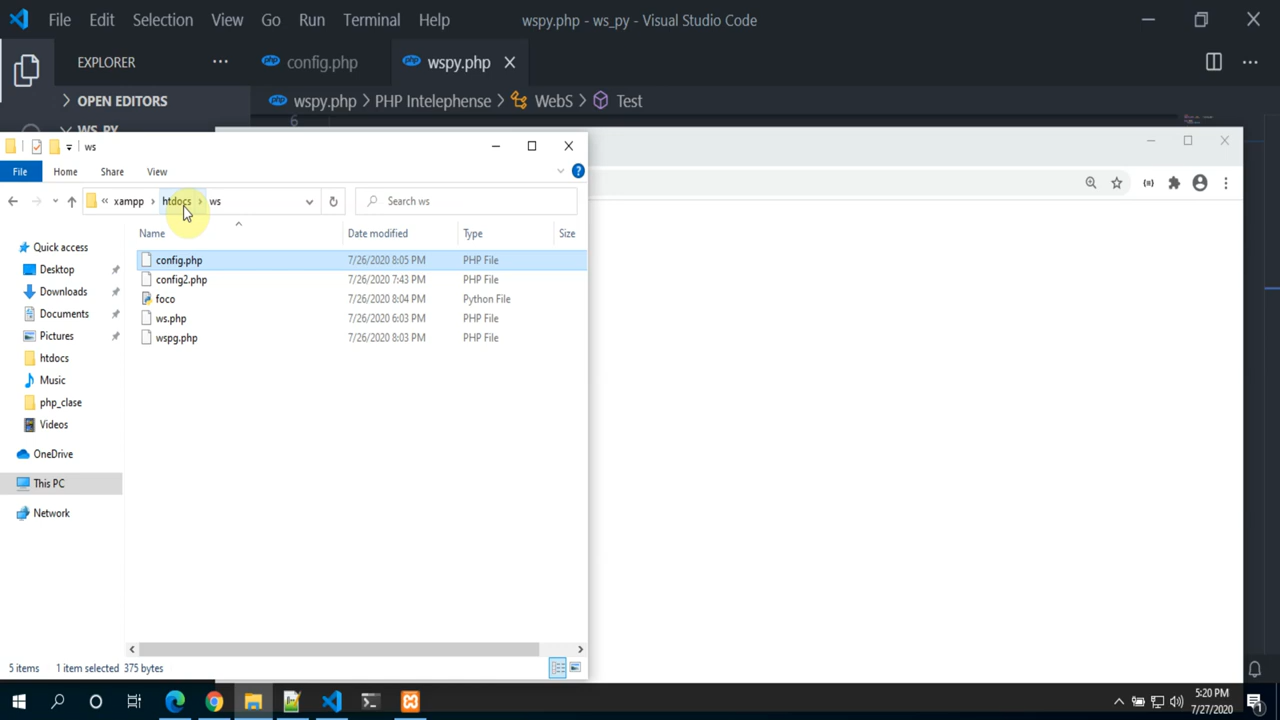 File Edit Selection View Go Run Terminal Help wspy.php - ws_py - Visual Studio Code
EXPLORER ··· config.php wspy.php
OPEN EDITORS wspy.php > PHP Intelephense > WebS > Test
WS_PY 6
ws
File Home Share View
« xampp > htdocs > ws Search ws
Name Date modified Type Size
Quick access
Desktop
Downloads
Documents
Pictures
htdocs
Music
php_clase
Videos
OneDrive
This PC
Network
config.php 7/26/2020 8:05 PM PHP File
config2.php 7/26/2020 7:43 PM PHP File
foco 7/26/2020 8:04 PM Python File
ws.php 7/26/2020 6:03 PM PHP File
wspg.php 7/26/2020 8:03 PM PHP File
5 items 1 item selected 375 bytes
5:20 PM
7/27/2020
1